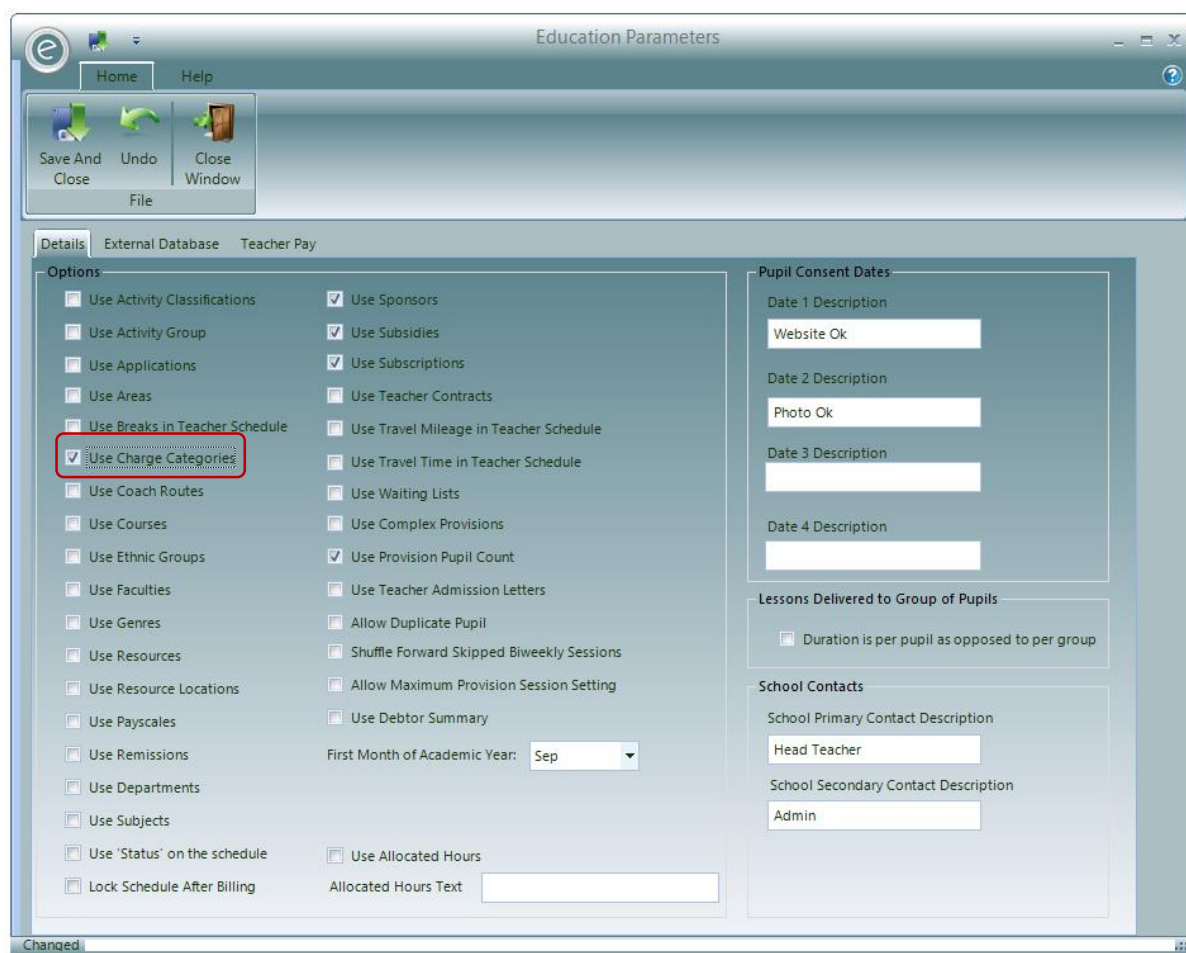 e
Education Parameters
Home
Help
Save And
Close
Undo
Close
Window
File
Details
External Database
Teacher Pay
Options
Use Activity Classifications
Use Activity Group
Use Applications
Use Areas
Use Breaks in Teacher Schedule
Use Charge Categories
Use Coach Routes
Use Courses
Use Ethnic Groups
Use Faculties
Use Genres
Use Resources
Use Resource Locations
Use Payscales
Use Remissions
Use Departments
Use Subjects
Use 'Status' on the schedule
Lock Schedule After Billing
Use Sponsors
Use Subsidies
Use Subscriptions
Use Teacher Contracts
Use Travel Mileage in Teacher Schedule
Use Travel Time in Teacher Schedule
Use Waiting Lists
Use Complex Provisions
Use Provision Pupil Count
Use Teacher Admission Letters
Allow Duplicate Pupil
Shuffle Forward Skipped Biweekly Sessions
Allow Maximum Provision Session Setting
Use Debtor Summary
First Month of Academic Year: Sep
Use Allocated Hours
Allocated Hours Text
Pupil Consent Dates
Date 1 Description
Website Ok
Date 2 Description
Photo Ok
Date 3 Description
Date 4 Description
Lessons Delivered to Group of Pupils
Duration is per pupil as opposed to per group
School Contacts
School Primary Contact Description
Head Teacher
School Secondary Contact Description
Admin
Changed